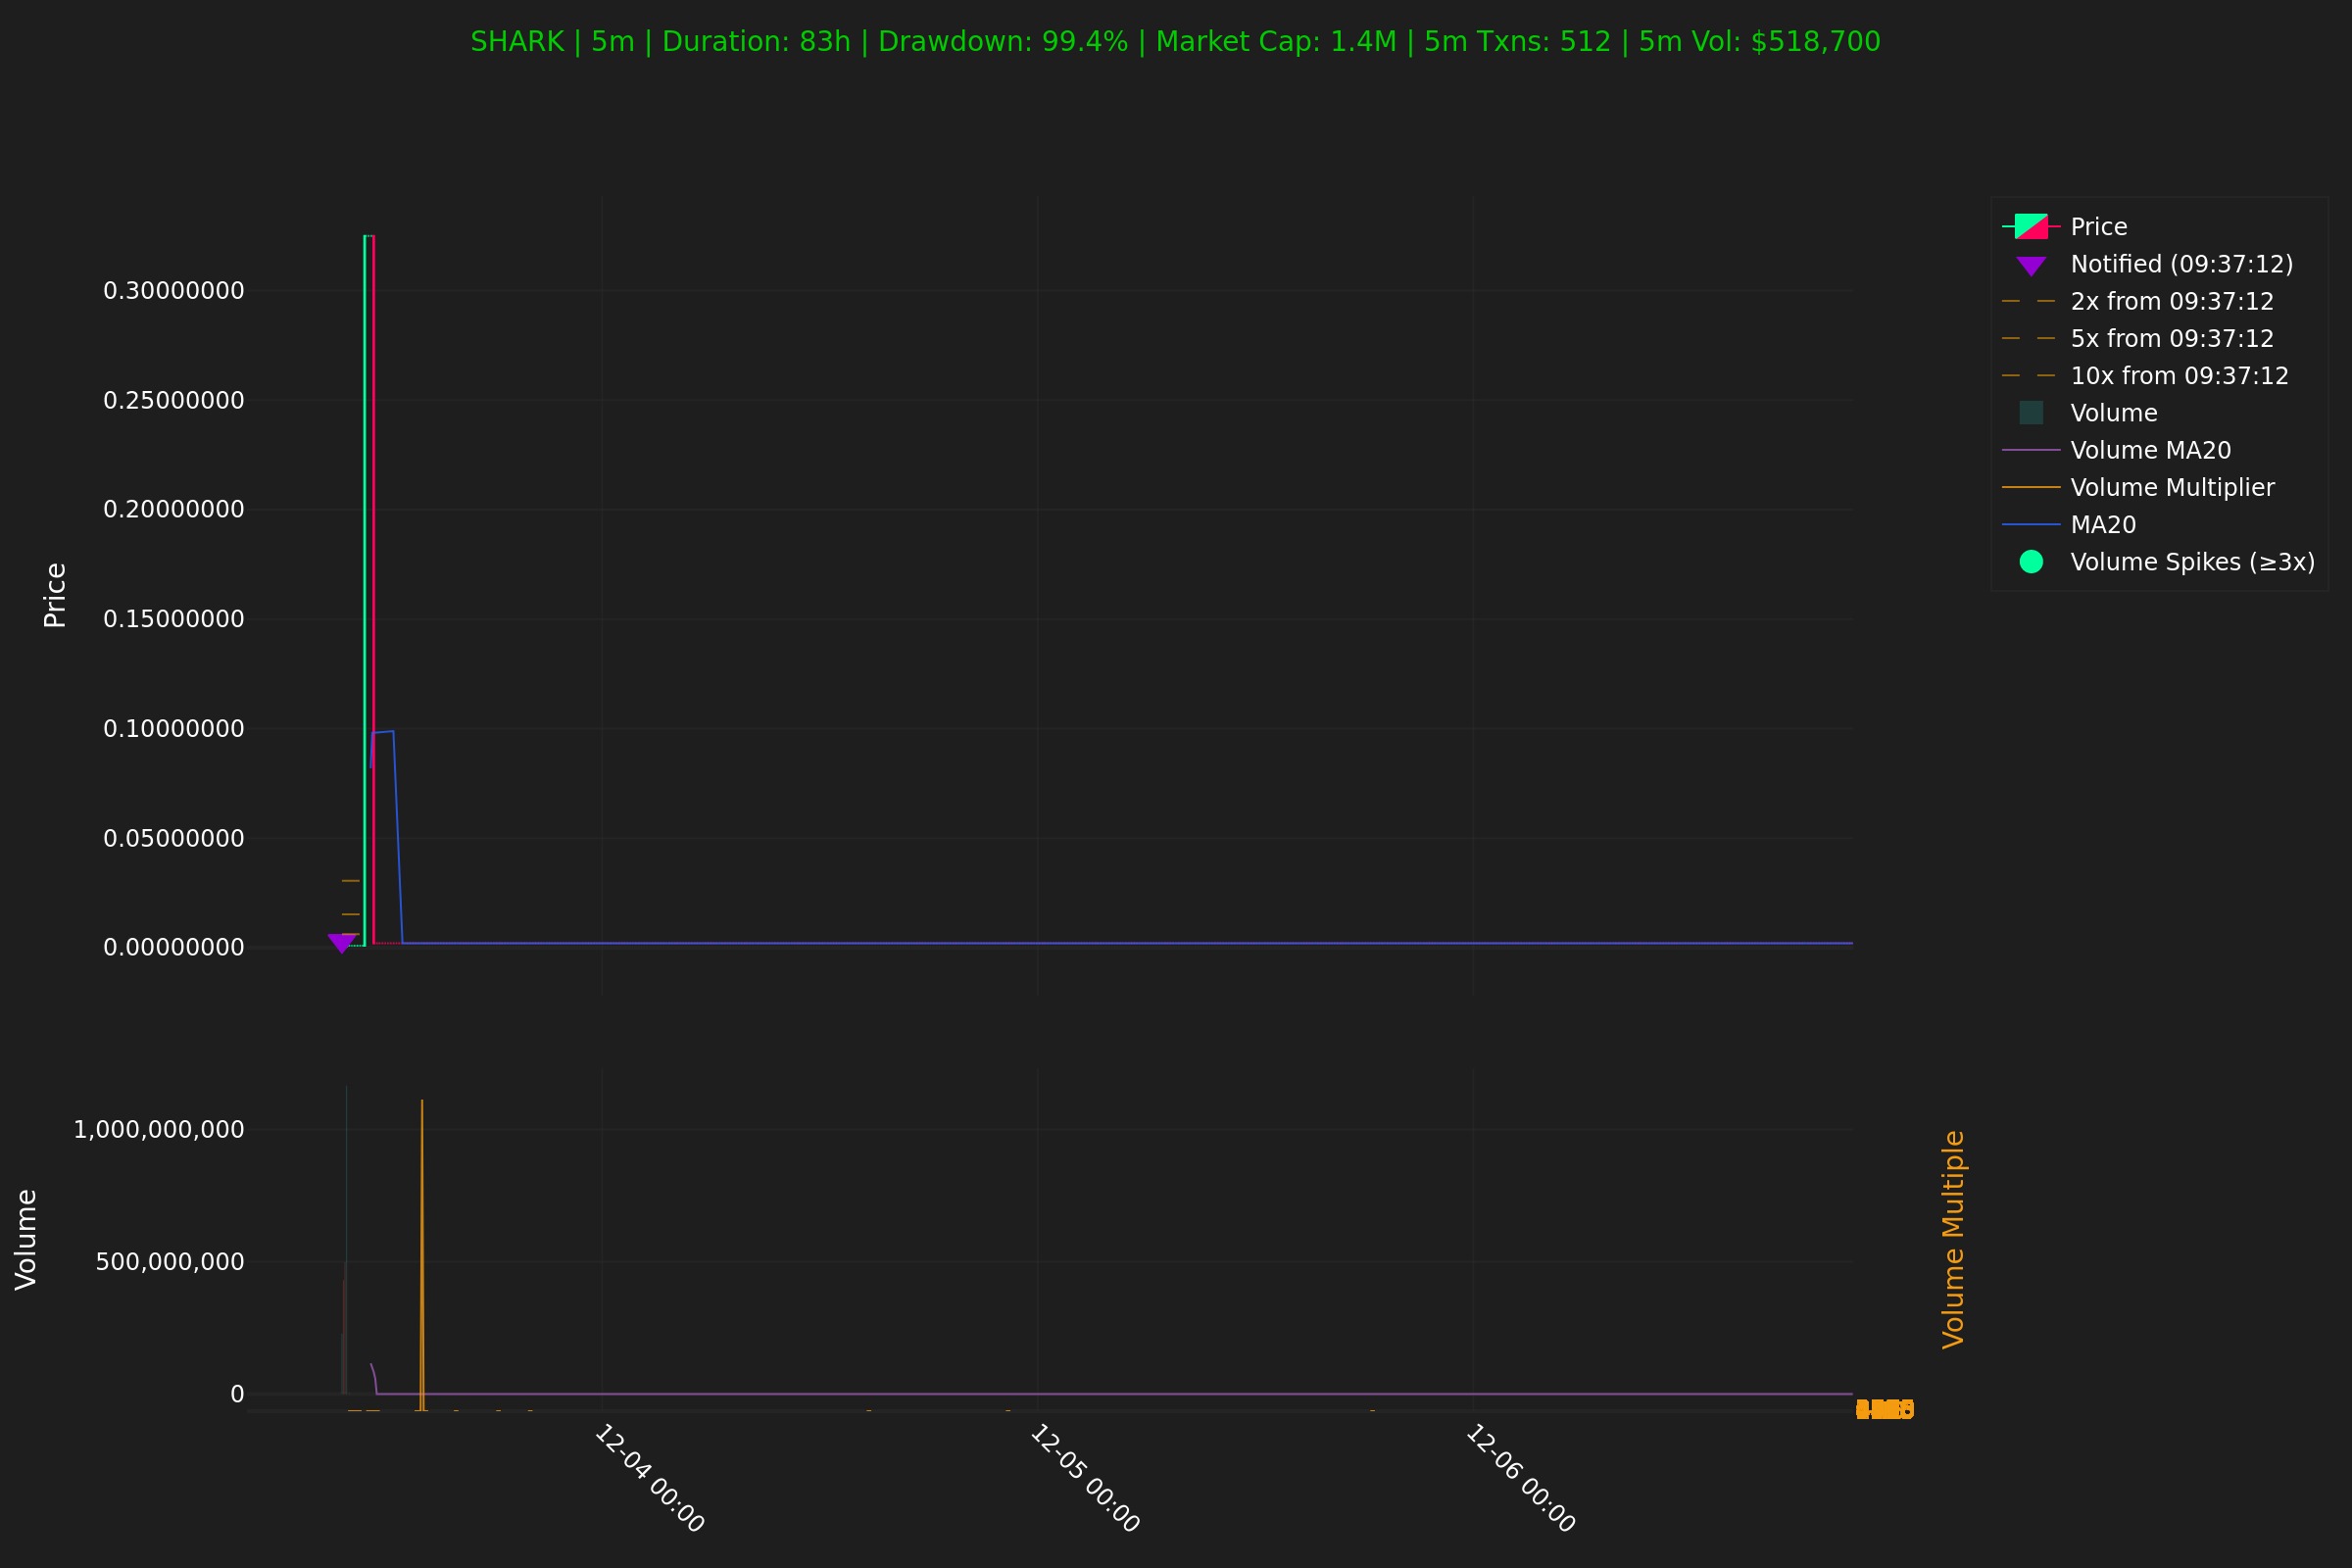 SHARK | 5m | Duration: 83h | Drawdown: 99.4% | Market Cap: 1.4M | 5m Txns: 512 | 5m Vol: $518,700
Price
0.30000000
0.25000000
0.20000000
0.15000000
0.10000000
0.05000000
0.00000000
Price
Notified (09:37:12)
2x from 09:37:12
5x from 09:37:12
10x from 09:37:12
Volume
Volume MA20
Volume Multiplier
MA20
Volume Spikes (≥3x)
Volume
1,000,000,000
500,000,000
0
Volume Multiple
12-04 00:00
12-05 00:00
12-06 00:00